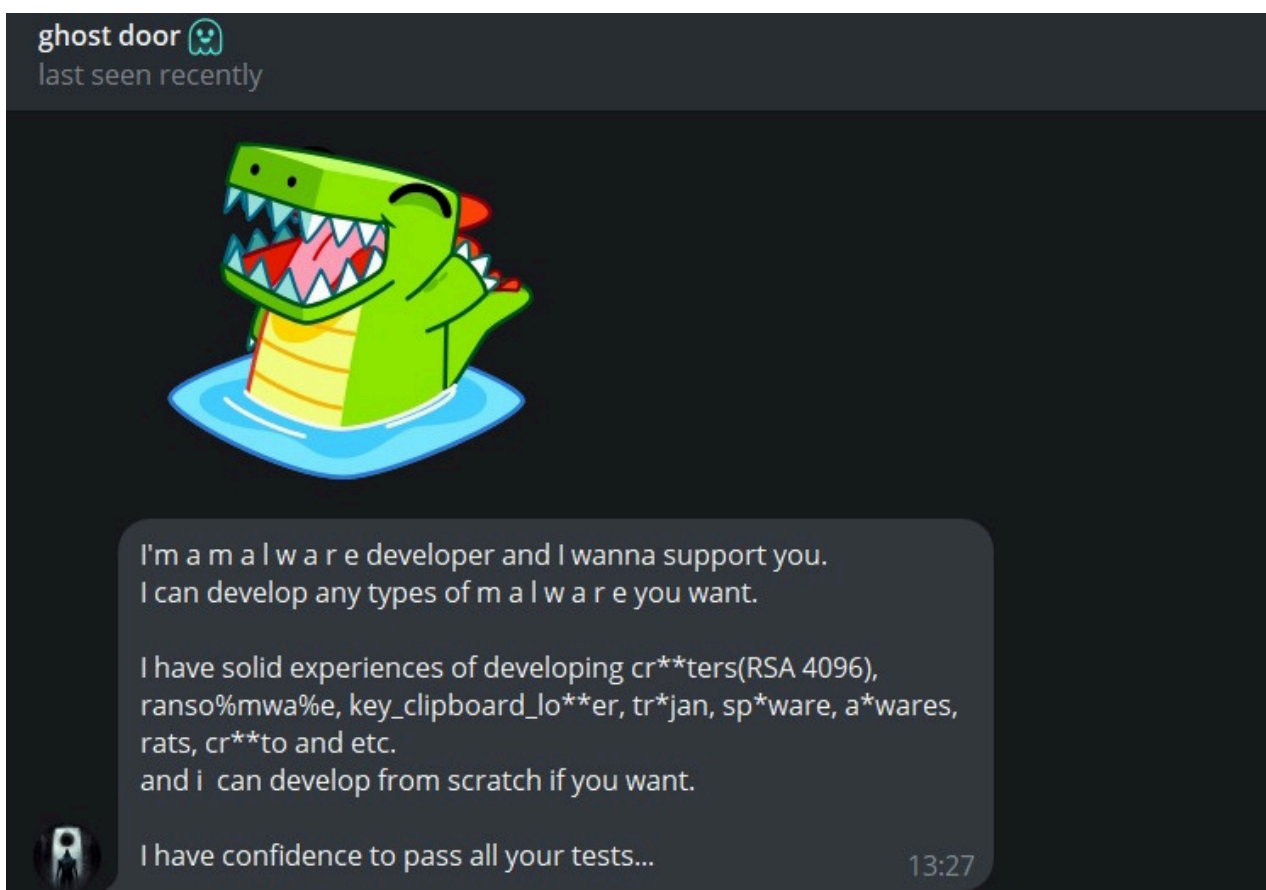 ghost door
last seen recently
I'm a m a l w a r e developer and I wanna support you.
I can develop any types of m a l w a r e you want.
I have solid experiences of developing cr**ters(RSA 4096),
ranso%mwa%e, key_clipboard_lo**er, tr*jan, sp*ware, a*wares,
rats, cr**to and etc.
and i can develop from scratch if you want.
I have confidence to pass all your tests...
13:27